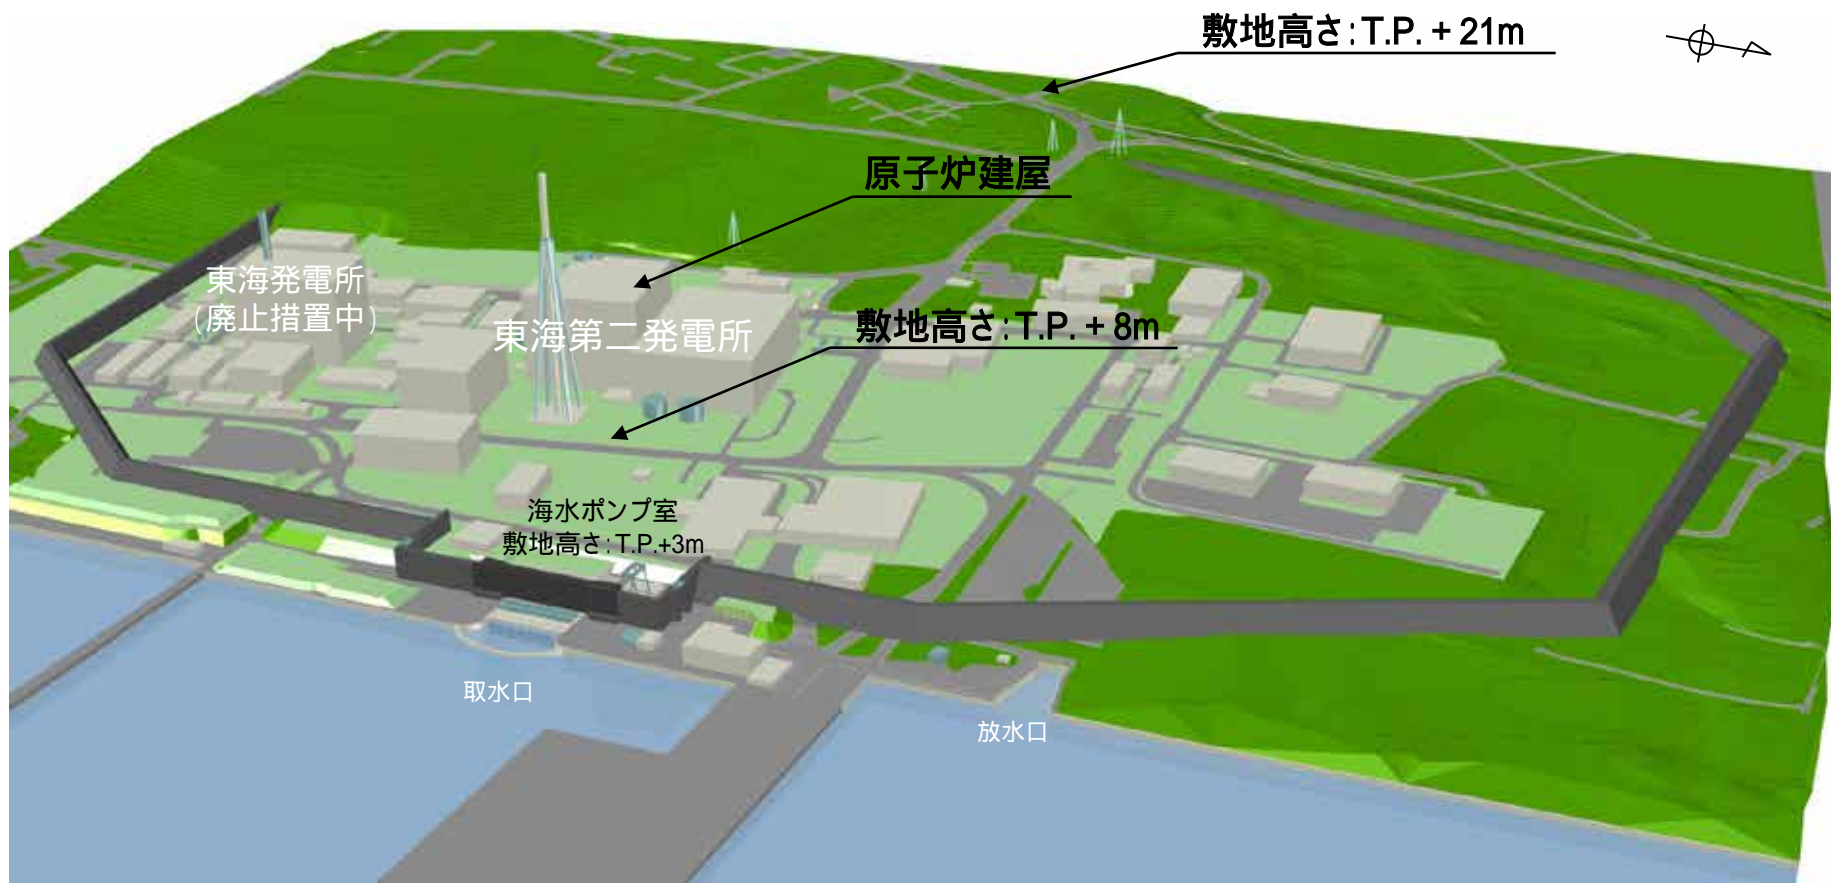 敷地高さ:T.P.+21m
原子炉建屋
東海発電所
(廃止措置中)
東海第二発電所
敷地高さ:T.P.+8m
海水ポンプ室
敷地高さ:T.P.+3m
取水口
放水口